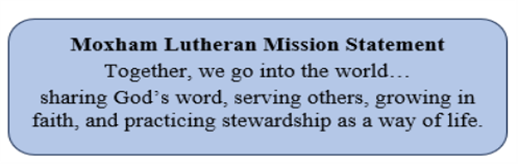 Moxham Lutheran Mission Statement
Together, we go into the world…
sharing God's word, serving others, growing in
faith, and practicing stewardship as a way of life.